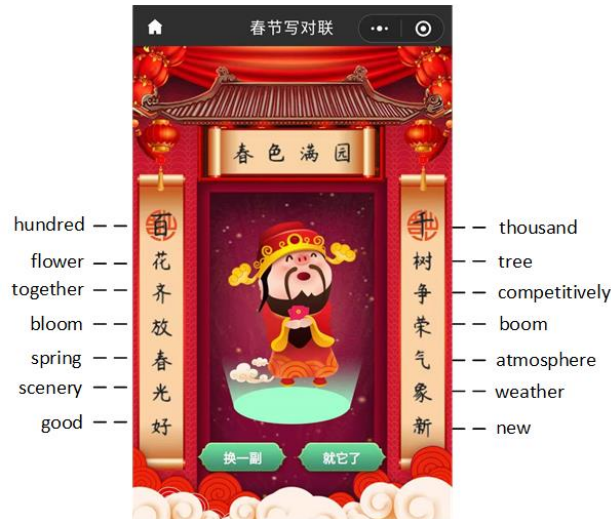 春节写对联
春色满园
百花齐放春光好
千树争荣气象新
hundred
flower
together
bloom
spring
scenery
good
thousand
tree
competitively
boom
atmosphere
weather
new
换一副
就它了